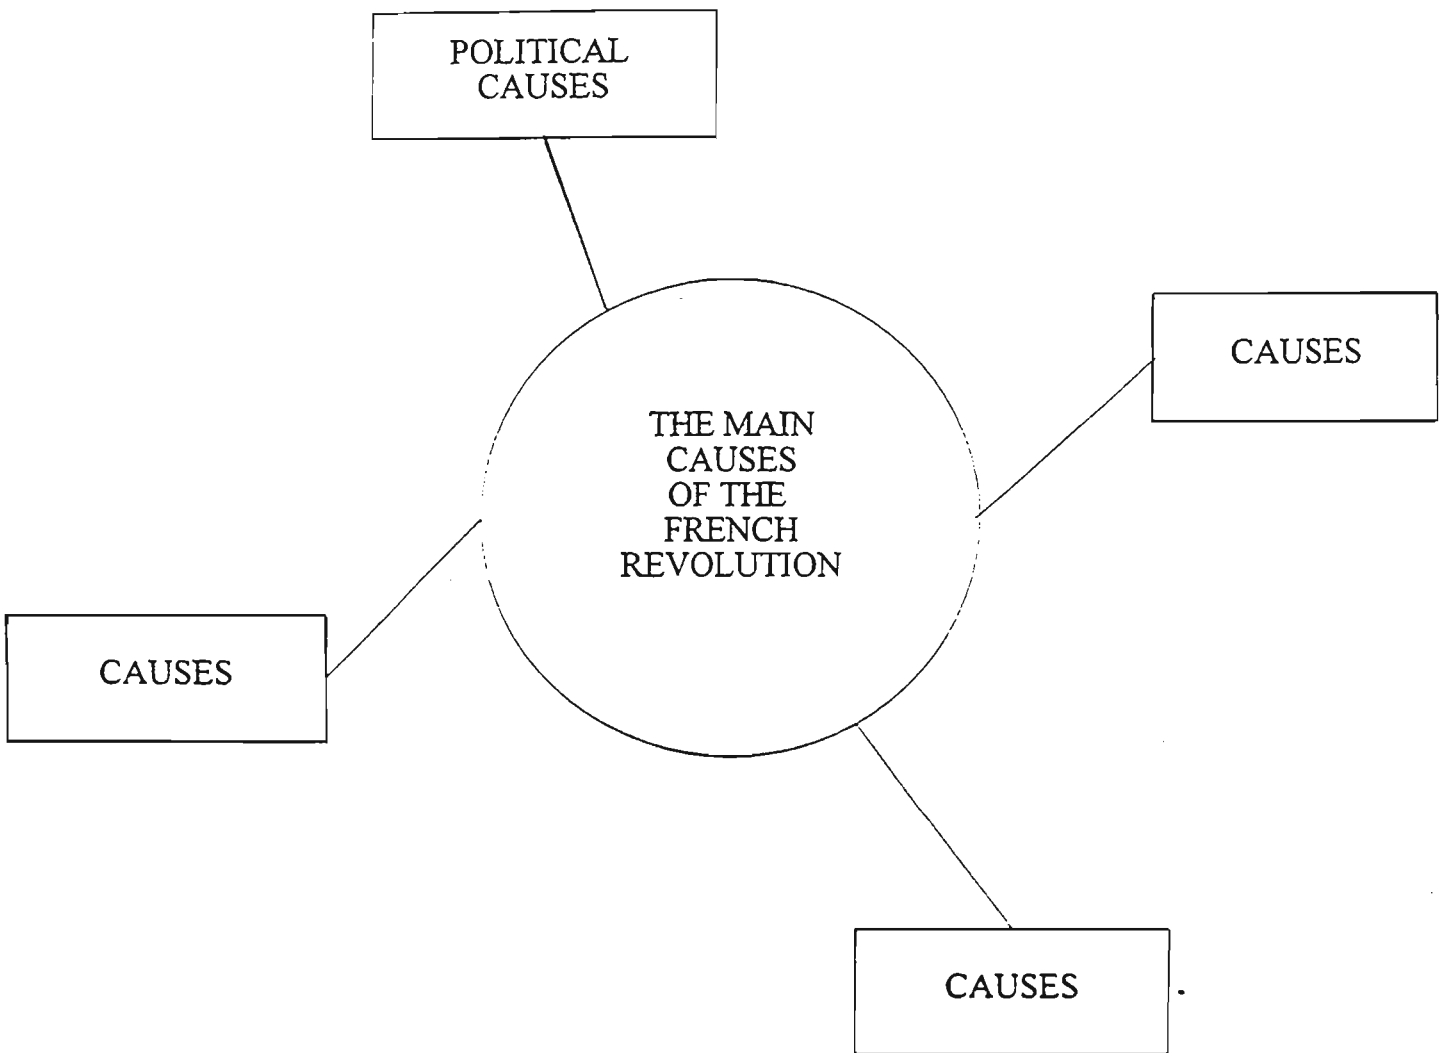 POLITICAL
CAUSES
CAUSES
THE MAIN
CAUSES
OF THE
FRENCH
REVOLUTION
CAUSES
CAUSES